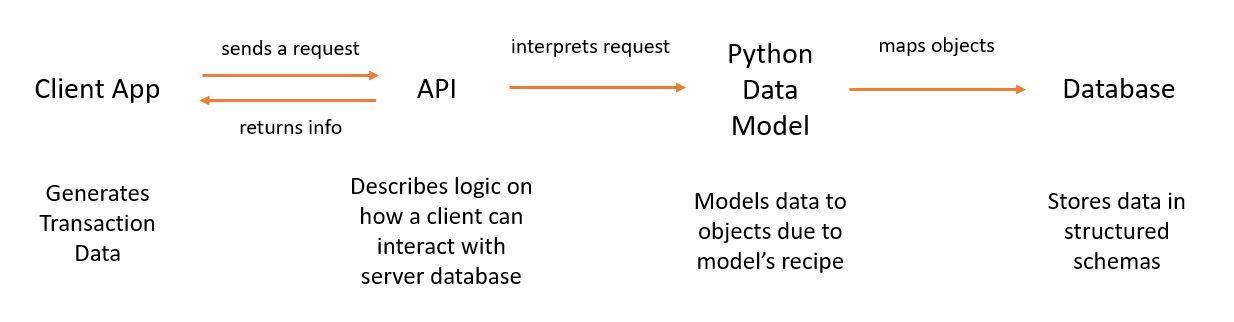 sends a request
interprets request
maps objects
Client App
API
Python
Data
Model
Database
returns info
Generates
Transaction
Data
Describes logic on
how a client can
interact with
server database
Models data to
objects due to
model's recipe
Stores data in
structured
schemas